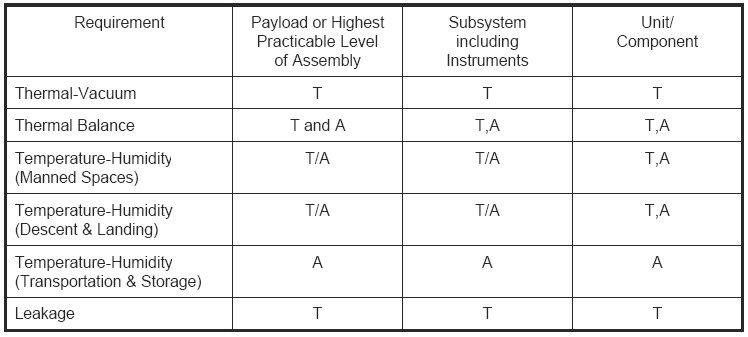 Requirement
Payload or Highest
Practicable Level
of Assembly
Subsystem
including
Instruments
Unit/
Component
Thermal-Vacuum T T T
Thermal Balance T and A T,A T,A
Temperature-Humidity
(Manned Spaces) T/A T/A T,A
Temperature-Humidity
(Descent & Landing) T/A T/A T,A
Temperature-Humidity
(Transportation & Storage) A A A
Leakage T T T